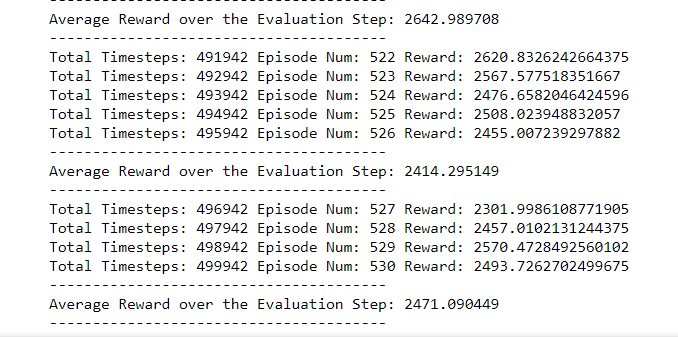 ----------------------------------------
Average Reward over the Evaluation Step: 2642.989708
----------------------------------------
Total Timesteps: 491942 Episode Num: 522 Reward: 2620.8326242664375
Total Timesteps: 492942 Episode Num: 523 Reward: 2567.577518351667
Total Timesteps: 493942 Episode Num: 524 Reward: 2476.6582046424596
Total Timesteps: 494942 Episode Num: 525 Reward: 2508.023948832057
Total Timesteps: 495942 Episode Num: 526 Reward: 2455.007239297882
----------------------------------------
Average Reward over the Evaluation Step: 2414.295149
----------------------------------------
Total Timesteps: 496942 Episode Num: 527 Reward: 2301.9986108771905
Total Timesteps: 497942 Episode Num: 528 Reward: 2457.0102131244375
Total Timesteps: 498942 Episode Num: 529 Reward: 2570.4728492560102
Total Timesteps: 499942 Episode Num: 530 Reward: 2493.7262702499675
----------------------------------------
Average Reward over the Evaluation Step: 2471.090449
----------------------------------------